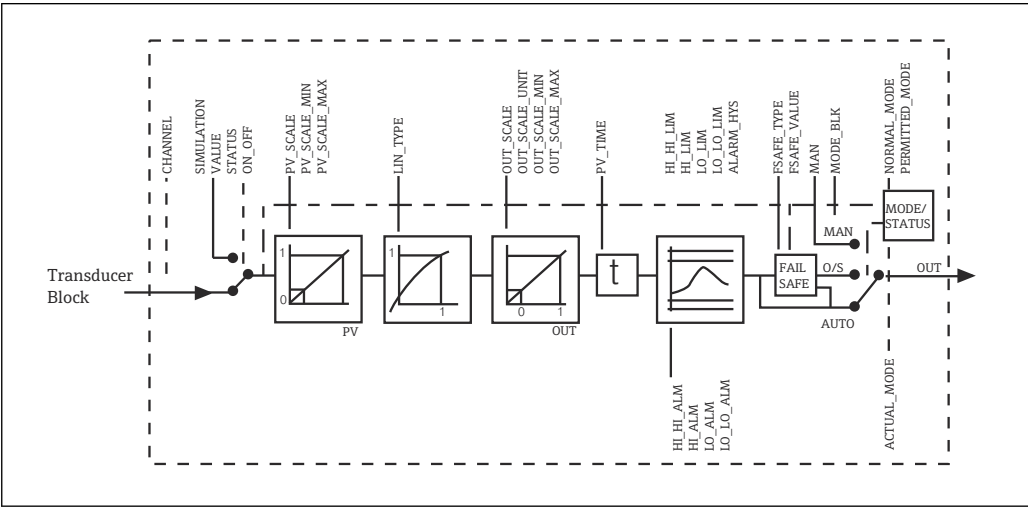 CHANNEL
SIMULATION
VALUE
STATUS
ON_OFF
PV_SCALE
PV_SCALE_MIN
PV_SCALE_MAX
LIN_TYPE
OUT_SCALE
OUT_SCALE_UNIT
OUT_SCALE_MIN
OUT_SCALE_MAX
PV_TIME
HI_HI_LIM
HI_LIM
LO_LIM
LO_LO_LIM
ALARM_HYS
FSAFE_TYPE
FSAFE_VALUE
MAN
MODE_BLK
NORMAL_MODE
PERMITTED_MODE
MODE/
STATUS
MAN
Transducer
Block
1
0
PV
1
1
0
1
OUT
t
FAIL
SAFE
O/S
AUTO
OUT
HI_HI_ALM
HI_ALM
LO_ALM
LO_LO_ALM
ACTUAL_MODE